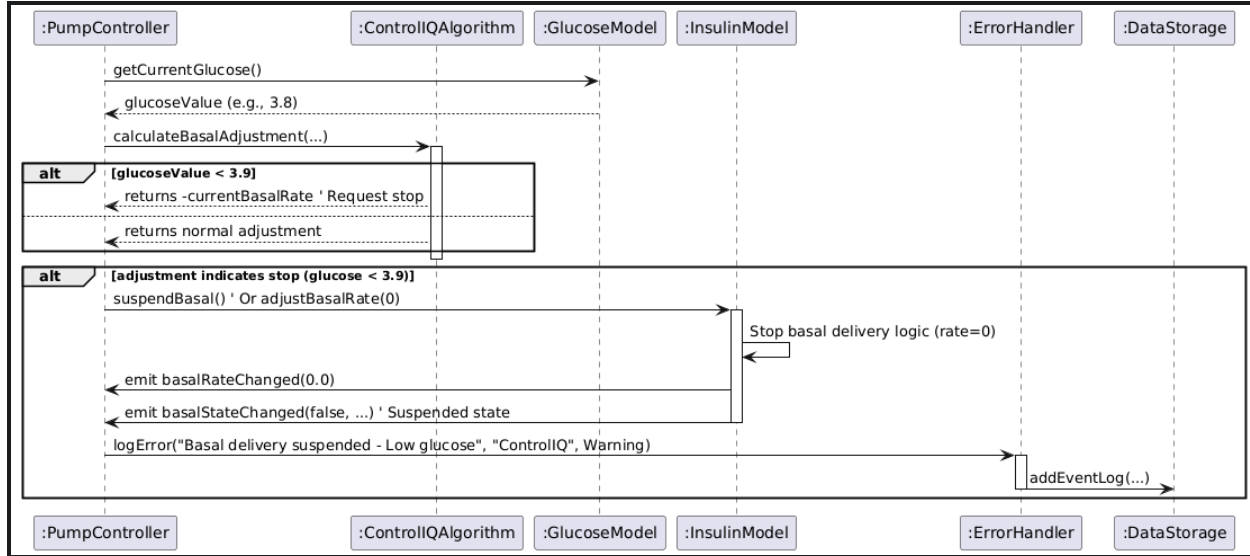 :PumpController :ControlIQAlgorithm :GlucoseModel :InsulinModel :ErrorHandler :DataStorage
getCurrentGlucose()
glucoseValue (e.g., 3.8)
calculateBasalAdjustment(...)
alt [glucoseValue < 3.9]
returns -currentBasalRate ' Request stop
returns normal adjustment
alt [adjustment indicates stop (glucose < 3.9)]
suspendBasal() ' Or adjustBasalRate(0)
Stop basal delivery logic (rate=0)
emit basalRateChanged(0.0)
emit basalStateChanged(false, ...) ' Suspended state
logError("Basal delivery suspended - Low glucose", "ControlIQ", Warning)
addEventLog(...)
:PumpController :ControlIQAlgorithm :GlucoseModel :InsulinModel :ErrorHandler :DataStorage